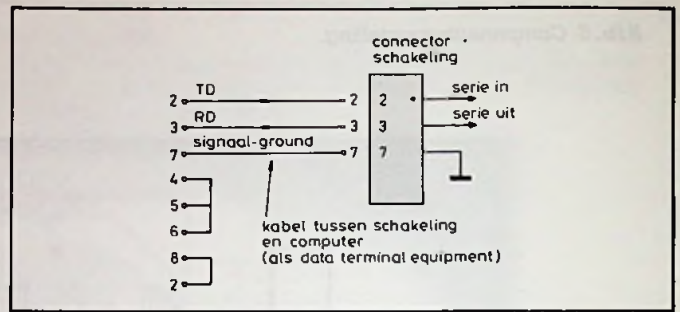 connector
schakeling
2 TD 2 2 serie in
3 RD 3 3 serie uit
7 signaal-ground 7 7
4
5
6
8
2
kabel tussen schakeling
en computer
(als data terminal equipment)